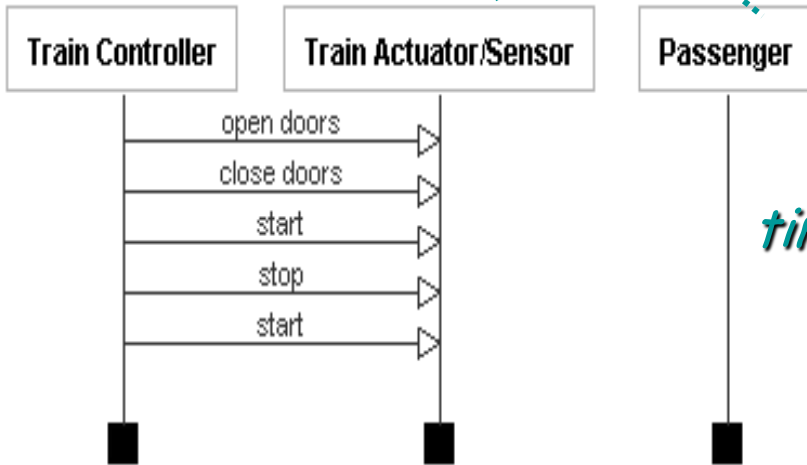 Train Controller
Train Actuator/Sensor
Passenger
open doors
close doors
start
stop
start